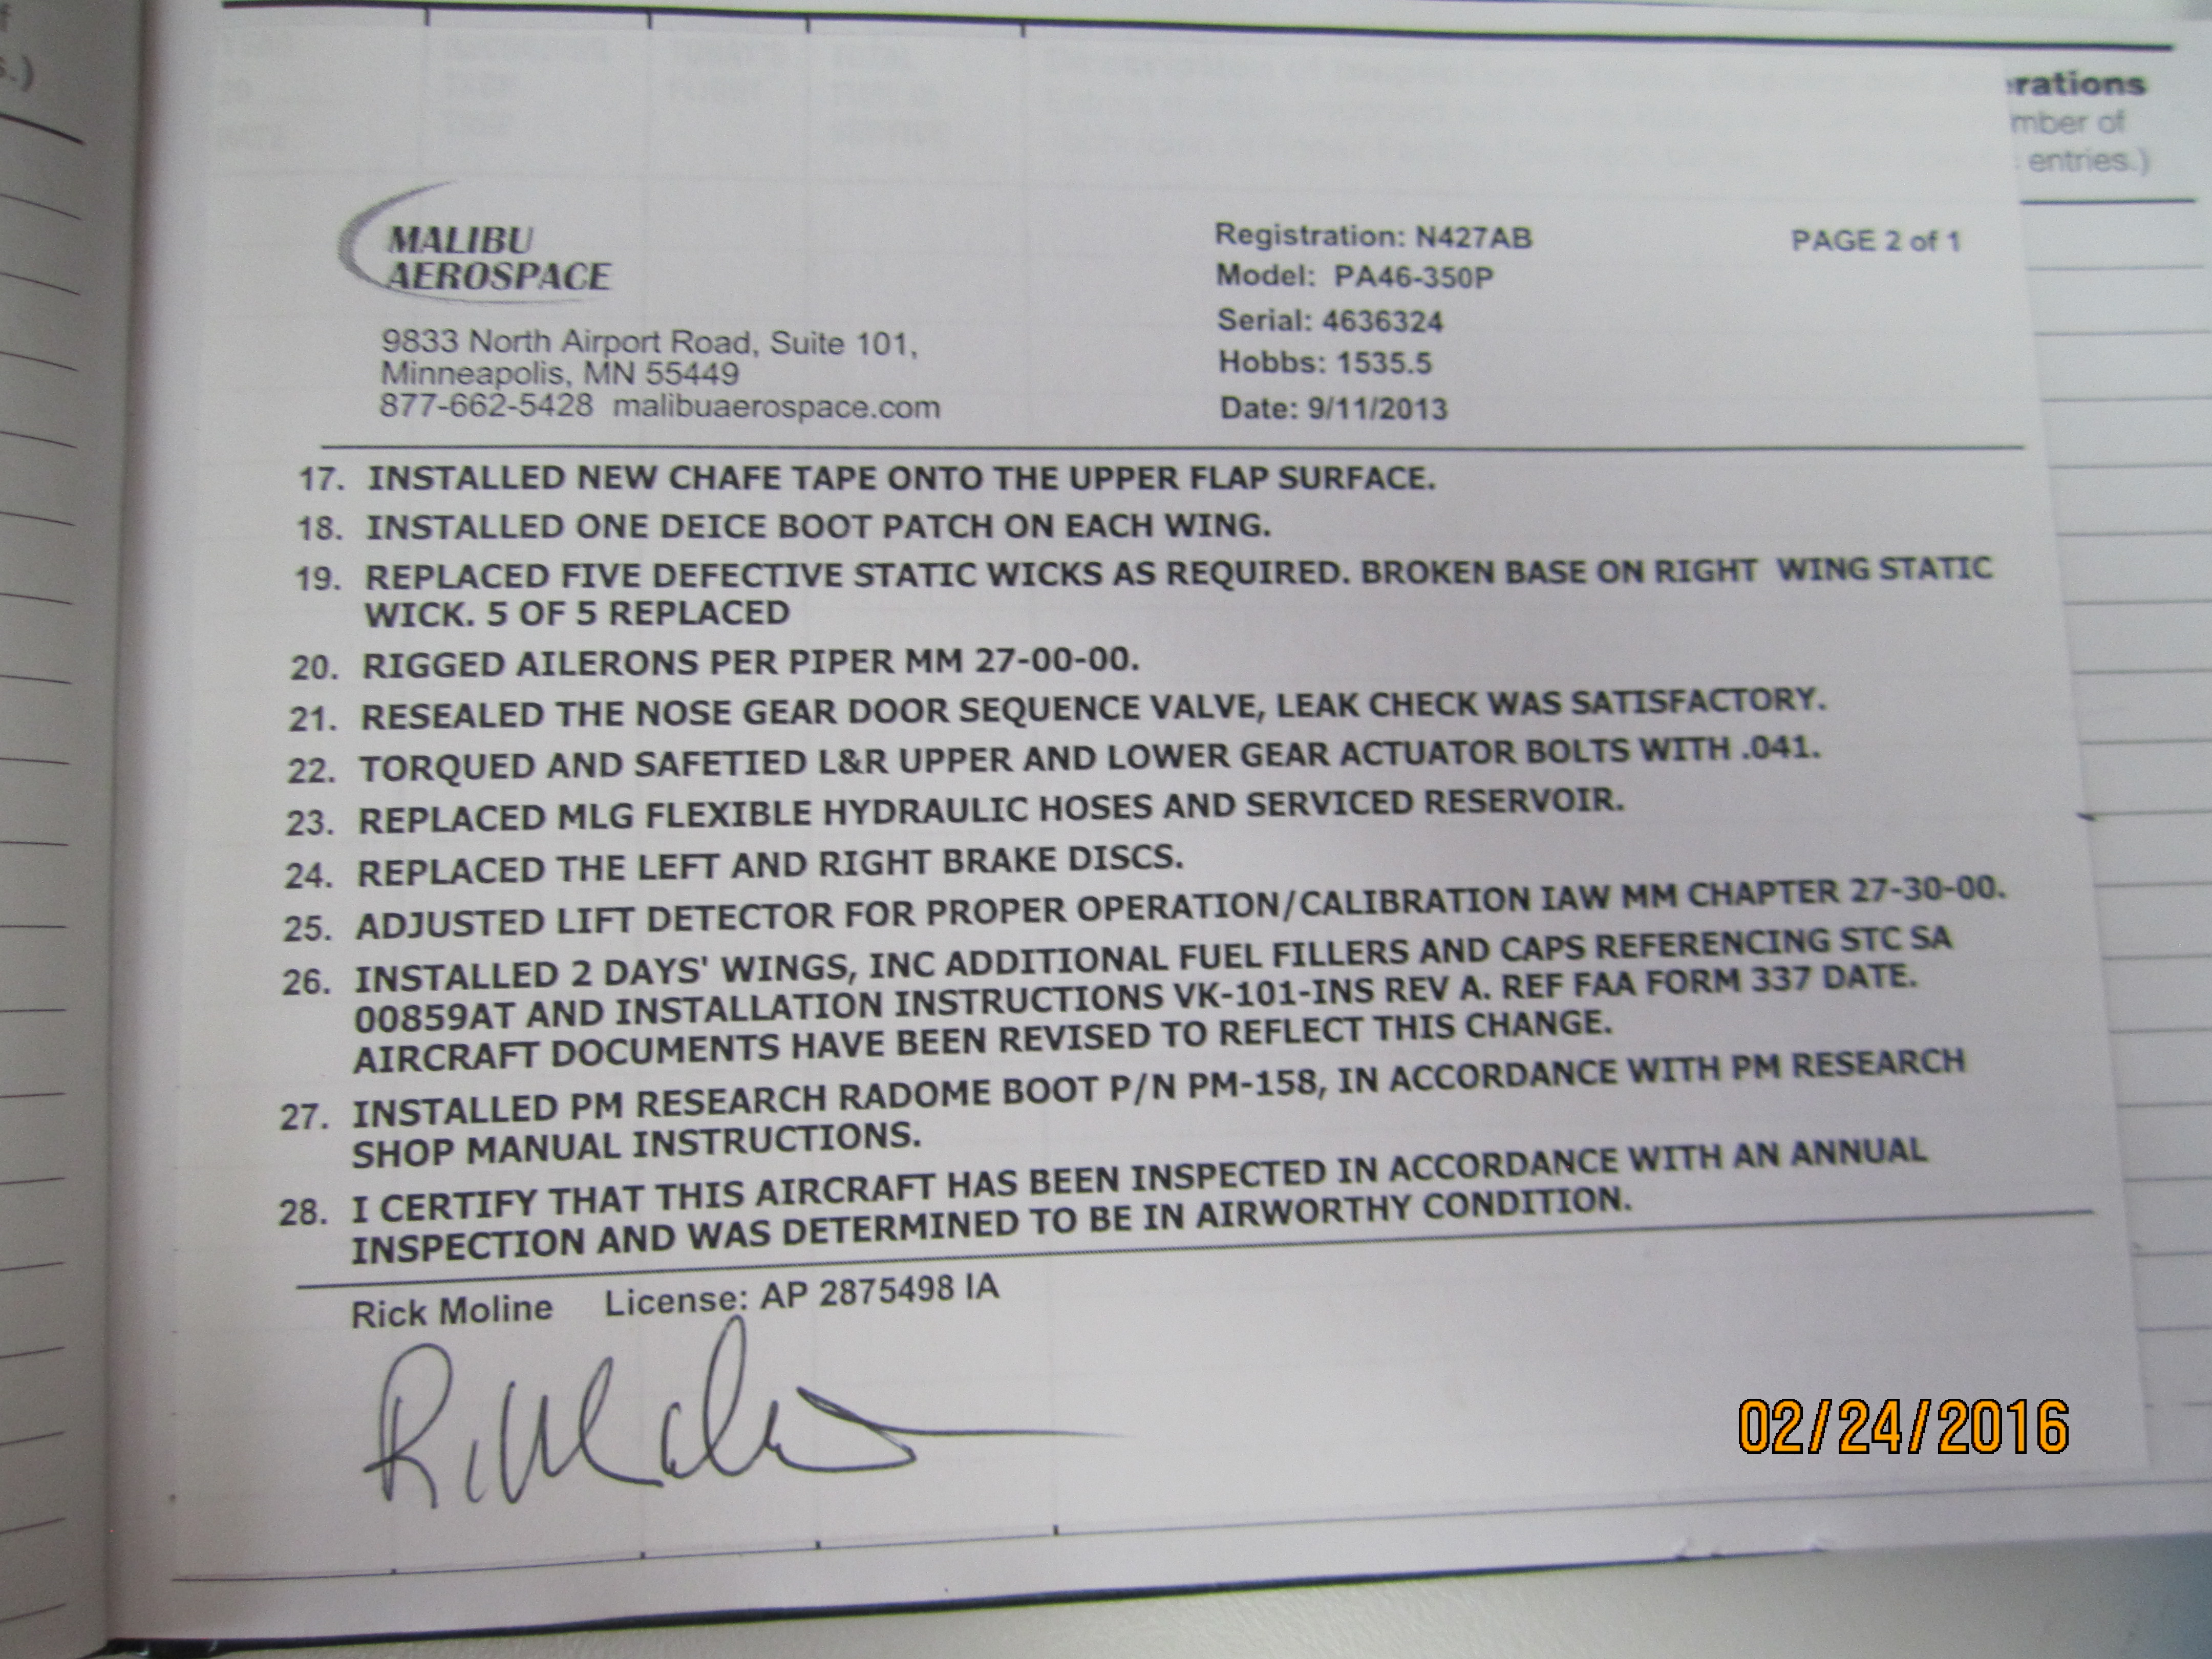 s.)
rations
mber of
entries.)
MALIBU
AEROSPACE
9833 North Airport Road, Suite 101,
Minneapolis, MN 55449
877-662-5428 malibuaerospace.com
Registration: N427AB
Model: PA46-350P
Serial: 4636324
Hobbs: 1535.5
Date: 9/11/2013
PAGE 2 of 1
17. INSTALLED NEW CHAFE TAPE ONTO THE UPPER FLAP SURFACE.
18. INSTALLED ONE DEICE BOOT PATCH ON EACH WING.
19. REPLACED FIVE DEFECTIVE STATIC WICKS AS REQUIRED. BROKEN BASE ON RIGHT WING STATIC
WICK. 5 OF 5 REPLACED
20. RIGGED AILERONS PER PIPER MM 27-00-00.
21. RESEALED THE NOSE GEAR DOOR SEQUENCE VALVE, LEAK CHECK WAS SATISFACTORY.
22. TORQUED AND SAFETIED L&R UPPER AND LOWER GEAR ACTUATOR BOLTS WITH .041.
23. REPLACED MLG FLEXIBLE HYDRAULIC HOSES AND SERVICED RESERVOIR.
24. REPLACED THE LEFT AND RIGHT BRAKE DISCS.
25. ADJUSTED LIFT DETECTOR FOR PROPER OPERATION/CALIBRATION IAW MM CHAPTER 27-30-00.
26. INSTALLED 2 DAYS' WINGS, INC ADDITIONAL FUEL FILLERS AND CAPS REFERENCING STC SA
00859AT AND INSTALLATION INSTRUCTIONS VK-101-INS REV A. REF FAA FORM 337 DATE.
AIRCRAFT DOCUMENTS HAVE BEEN REVISED TO REFLECT THIS CHANGE.
27. INSTALLED PM RESEARCH RADOME BOOT P/N PM-158, IN ACCORDANCE WITH PM RESEARCH
SHOP MANUAL INSTRUCTIONS.
28. I CERTIFY THAT THIS AIRCRAFT HAS BEEN INSPECTED IN ACCORDANCE WITH AN ANNUAL
INSPECTION AND WAS DETERMINED TO BE IN AIRWORTHY CONDITION.
Rick Moline License: AP 2875498 IA
02/24/2016